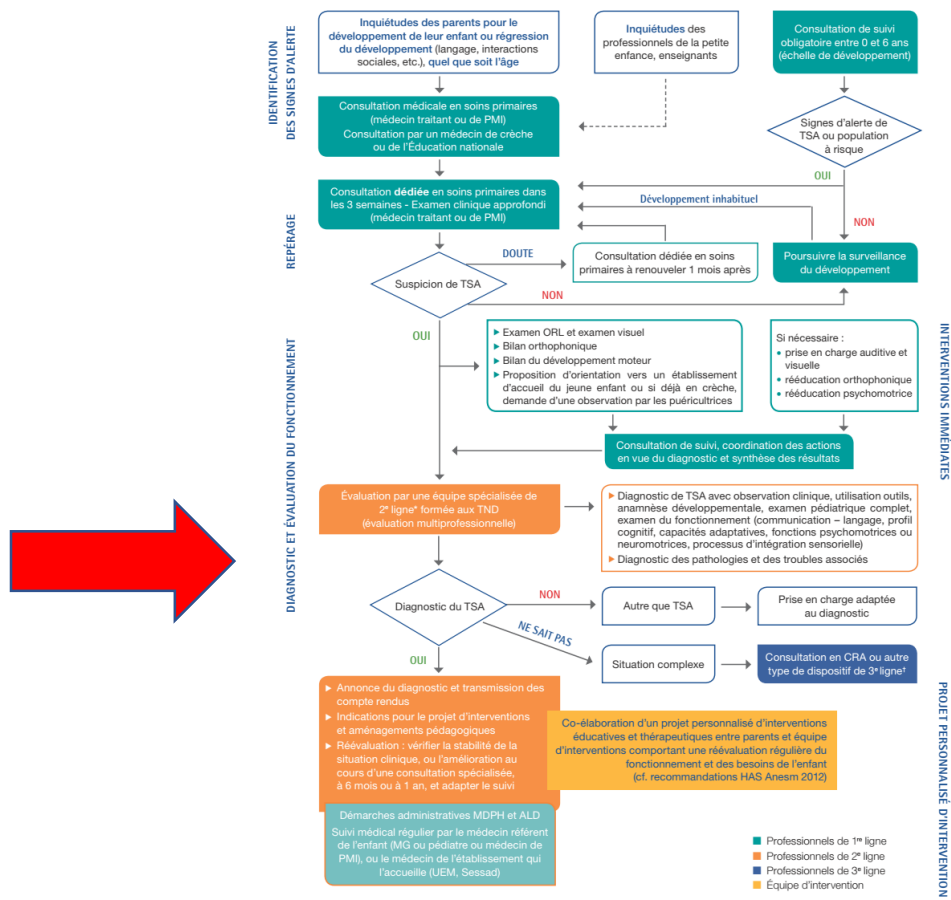 IDENTIFICATION
DES SIGNES D'ALERTE
Inquiétudes des parents pour le
développement de leur enfant ou régression
du développement (langage, interactions
sociales, etc.), quel que soit l'âge
Inquiétudes des
professionnels de la petite
enfance, enseignants
Consultation de suivi
obligatoire entre 0 et 6 ans
(échelle de développement)
Consultation médicale en soins primaires
(médecin traitant ou de PMI)
Consultation par un médecin de crèche
ou de l'Éducation nationale
Signes d'alerte de
TSA ou population
à risque
OUI
NON
REPÉRAGE
Consultation dédiée en soins primaires dans
les 3 semaines - Examen clinique approfondi
(médecin traitant ou de PMI)
Développement inhabituel
DOUTE
Consultation dédiée en soins
primaires à renouveler 1 mois après
Poursuivre la surveillance
du développement
Suspicion de TSA
NON
OUI
DIAGNOSTIC ET ÉVALUATION DU FONCTIONNEMENT
INTERVENTIONS IMMÉDIATES
▶ Examen ORL et examen visuel
▶ Bilan orthophonique
▶ Bilan du développement moteur
▶ Proposition d'orientation vers un établissement
d'accueil du jeune enfant ou si déjà en crèche,
demande d'une observation par les puéricultrices
Si nécessaire :
• prise en charge auditive et
visuelle
• rééducation orthophonique
• rééducation psychomotrice
Consultation de suivi, coordination des actions
en vue du diagnostic et synthèse des résultats
Évaluation par une équipe spécialisée de
2e ligne* formée aux TND
(évaluation multiprofessionnelle)
▶ Diagnostic de TSA avec observation clinique, utilisation outils,
anamnèse développementale, examen pédiatrique complet,
examen du fonctionnement (communication – langage, profil
cognitif, capacités adaptatives, fonctions psychomotrices ou
neuromotrices, processus d'intégration sensorielle)
▶ Diagnostic des pathologies et des troubles associés
Diagnostic du TSA
NON
Autre que TSA
Prise en charge adaptée
au diagnostic
NE SAIT PAS
Situation complexe
Consultation en CRA ou autre
type de dispositif de 3e ligne†
OUI
PROJET PERSONNALISÉ D'INTERVENTION
▶ Annonce du diagnostic et transmission des
compte rendus
▶ Indications pour le projet d'interventions
et aménagements pédagogiques
▶ Réévaluation : vérifier la stabilité de la
situation clinique, ou l'amélioration au
cours d'une consultation spécialisée,
à 6 mois ou à 1 an, et adapter le suivi
Co-élaboration d'un projet personnalisé d'interventions
éducatives et thérapeutiques entre parents et équipe
d'interventions comportant une réévaluation régulière du
fonctionnement et des besoins de l'enfant
(cf. recommandations HAS Anesm 2012)
Démarches administratives MDPH et ALD
Suivi médical régulier par le médecin référent
de l'enfant (MG ou pédiatre ou médecin de
PMI), ou le médecin de l'établissement qui
l'accueille (UEM, Sessad)
Professionnels de 1re ligne
Professionnels de 2e ligne
Professionnels de 3e ligne
Équipe d'intervention